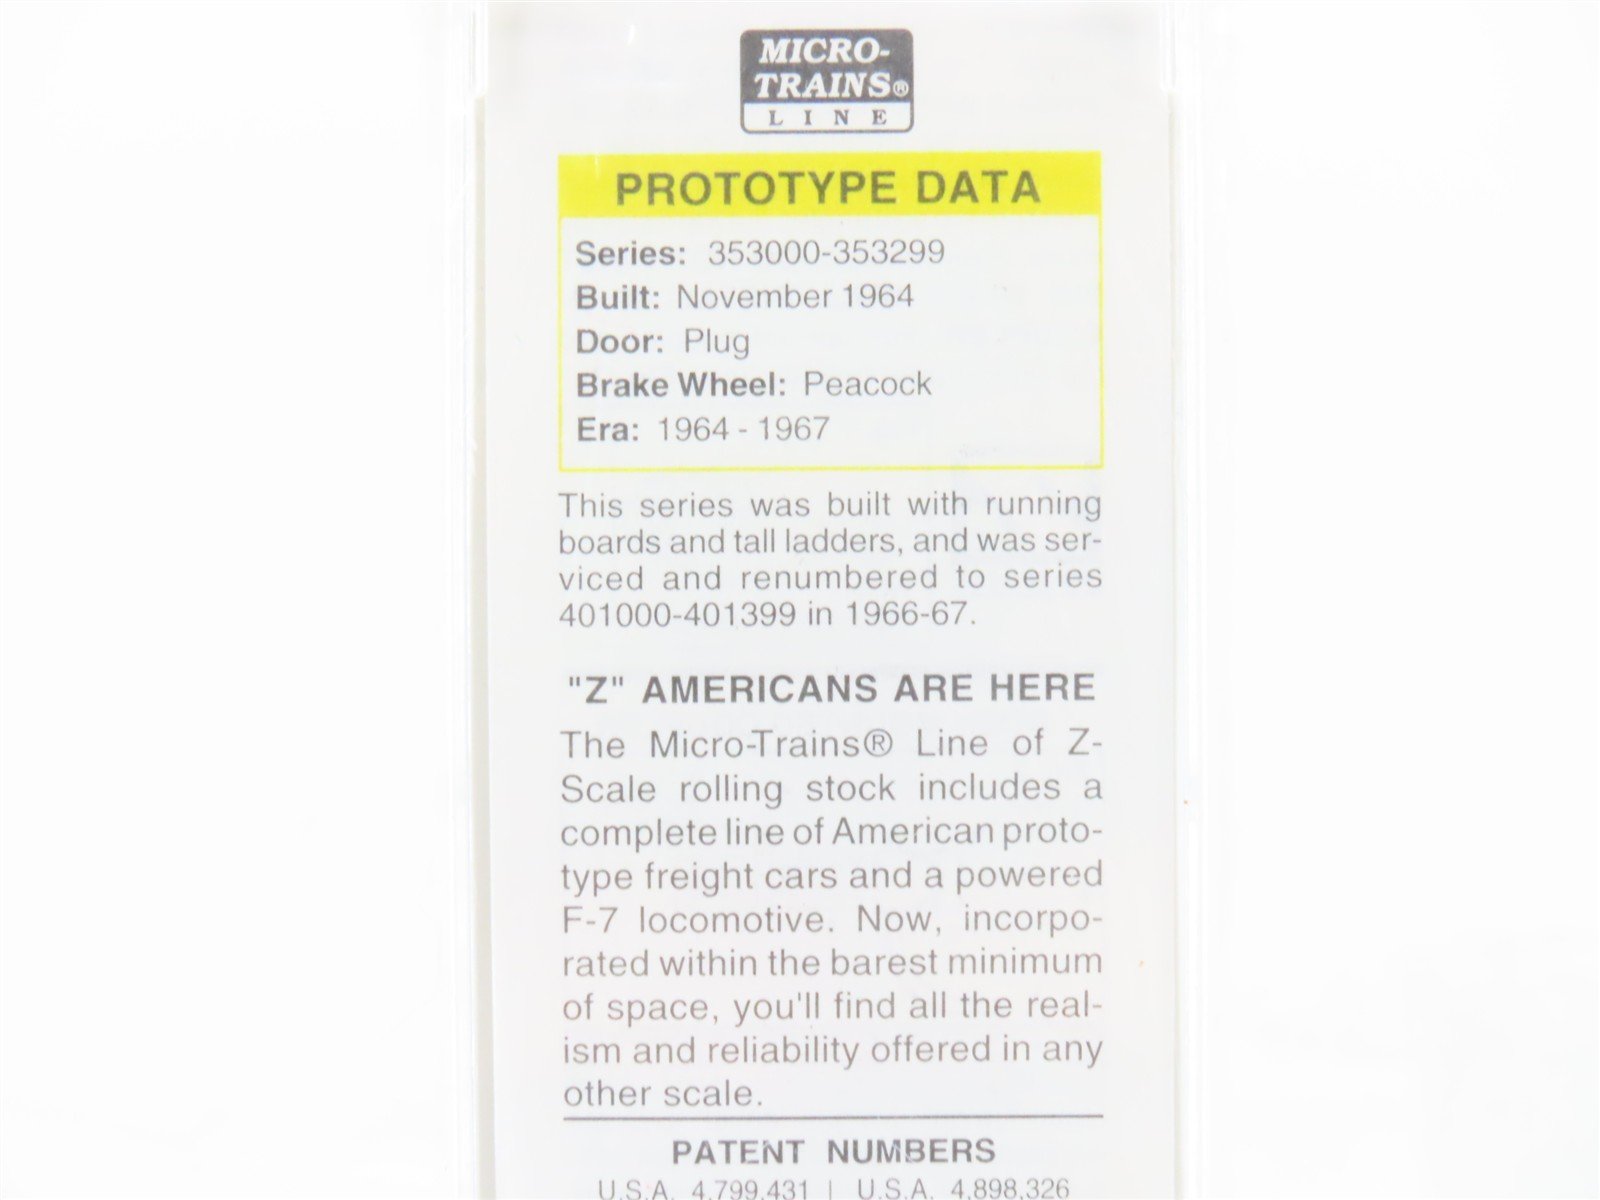 MICRO-
TRAINS®
LINE
PROTOTYPE DATA
Series: 353000-353299
Built: November 1964
Door: Plug
Brake Wheel: Peacock
Era: 1964 - 1967
This series was built with running
boards and tall ladders, and was ser-
viced and renumbered to series
401000-401399 in 1966-67.
"Z" AMERICANS ARE HERE
The Micro-Trains® Line of Z-
Scale rolling stock includes a
complete line of American proto-
type freight cars and a powered
F-7 locomotive. Now, incorpo-
rated within the barest minimum
of space, you'll find all the real-
ism and reliability offered in any
other scale.
PATENT NUMBERS
U.S.A. 4,799,431 | U.S.A. 4,898,326